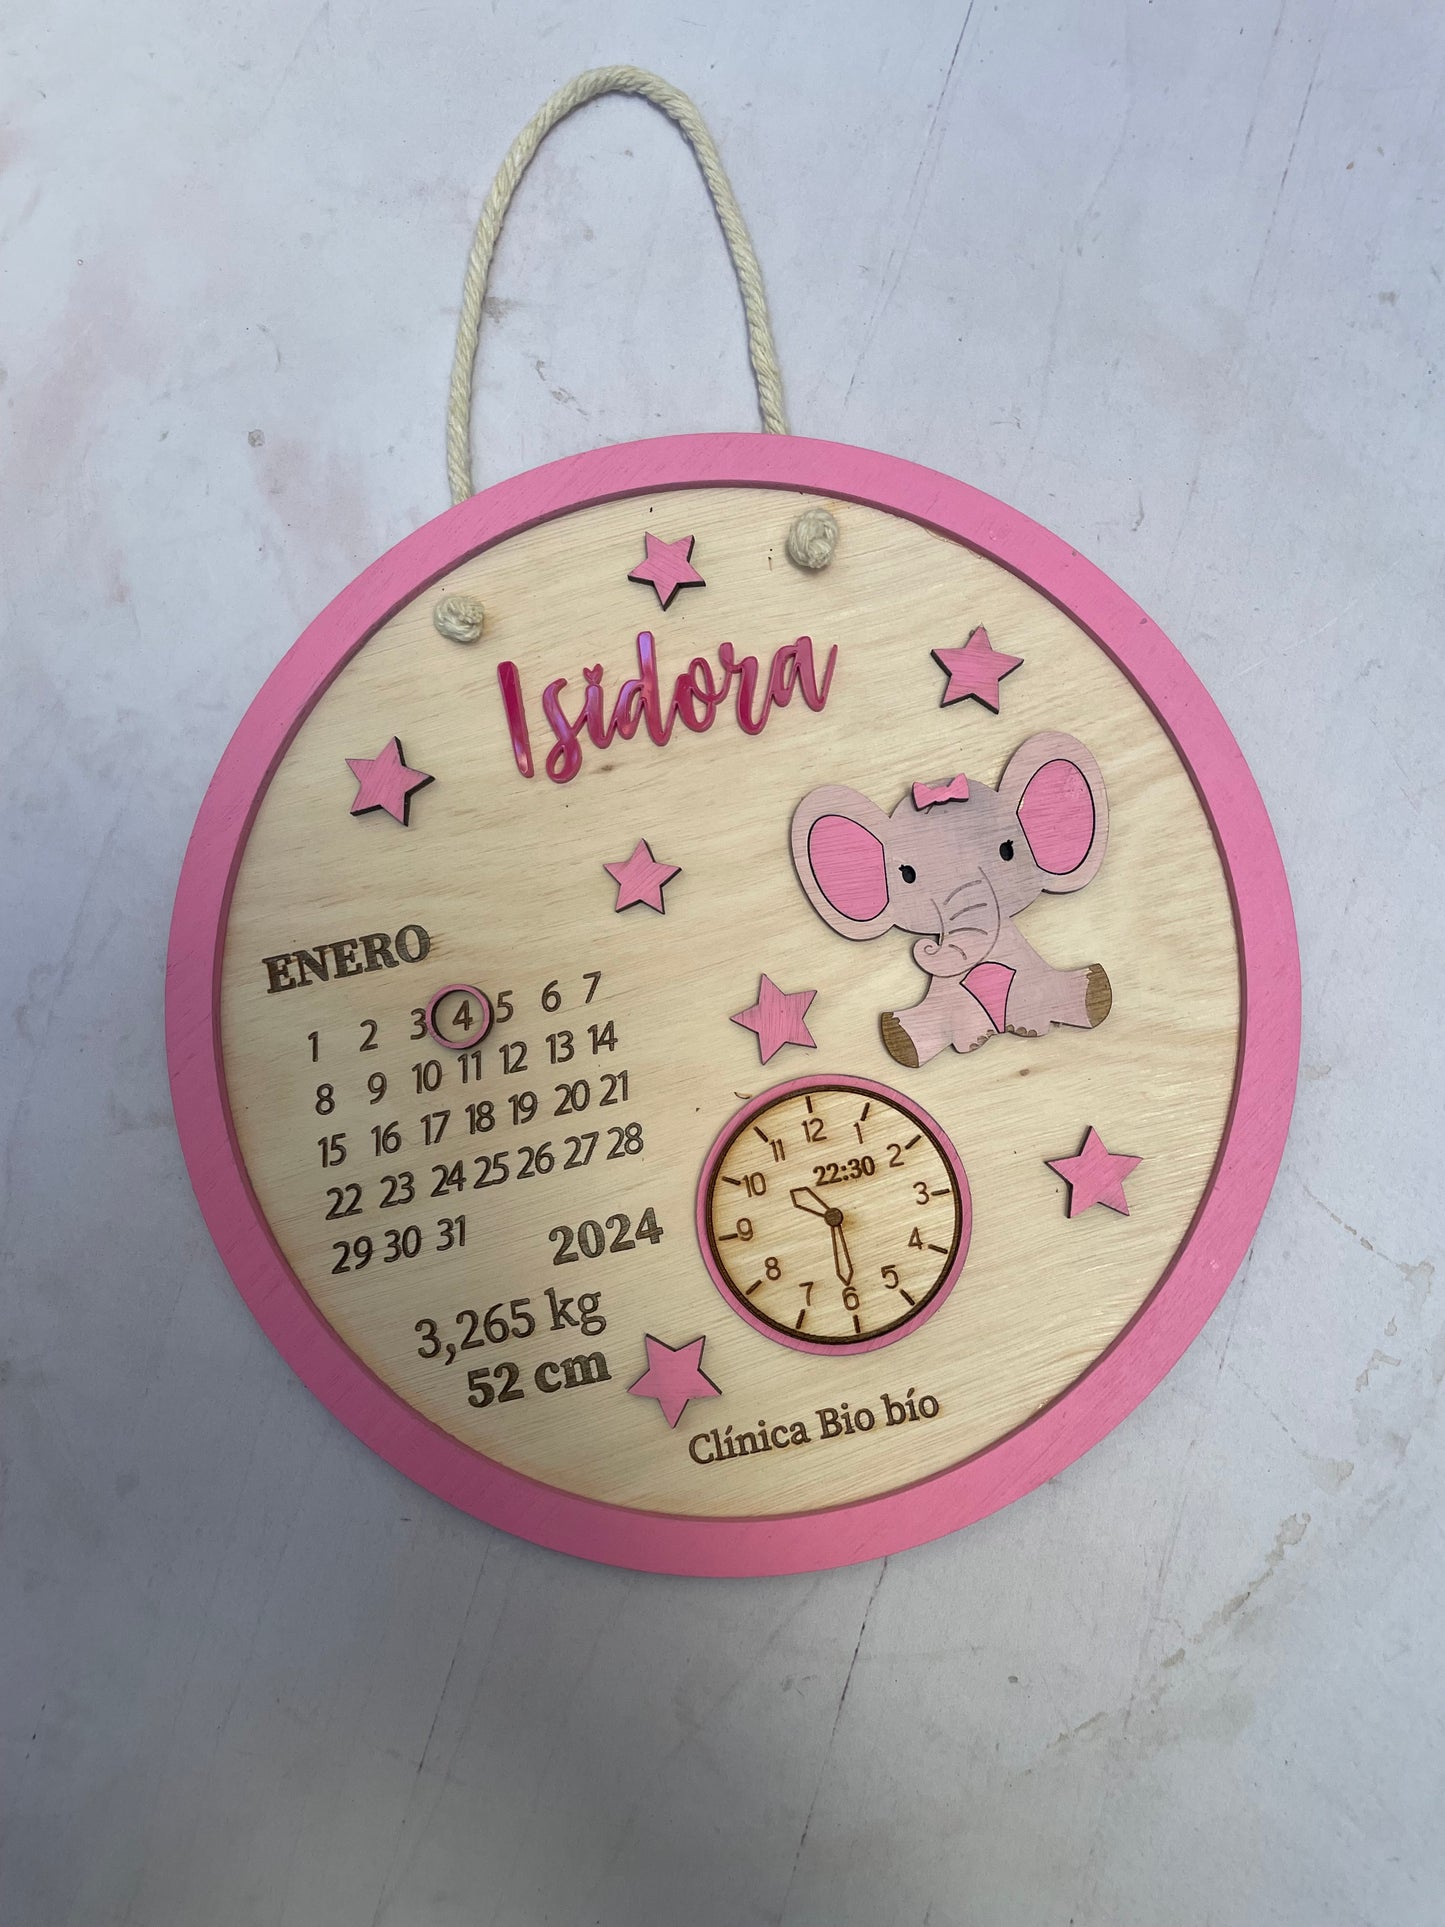 Isidora
ENERO
1 2 3 4 5 6 7
8 9 10 11 12 13 14
15 16 17 18 19 20 21
22 23 24 25 26 27 28
29 30 31
2024
3,265 kg
52 cm
12
11 1
22:30
10 2
9 3
8 4
7 5
6
Clínica Bio bío